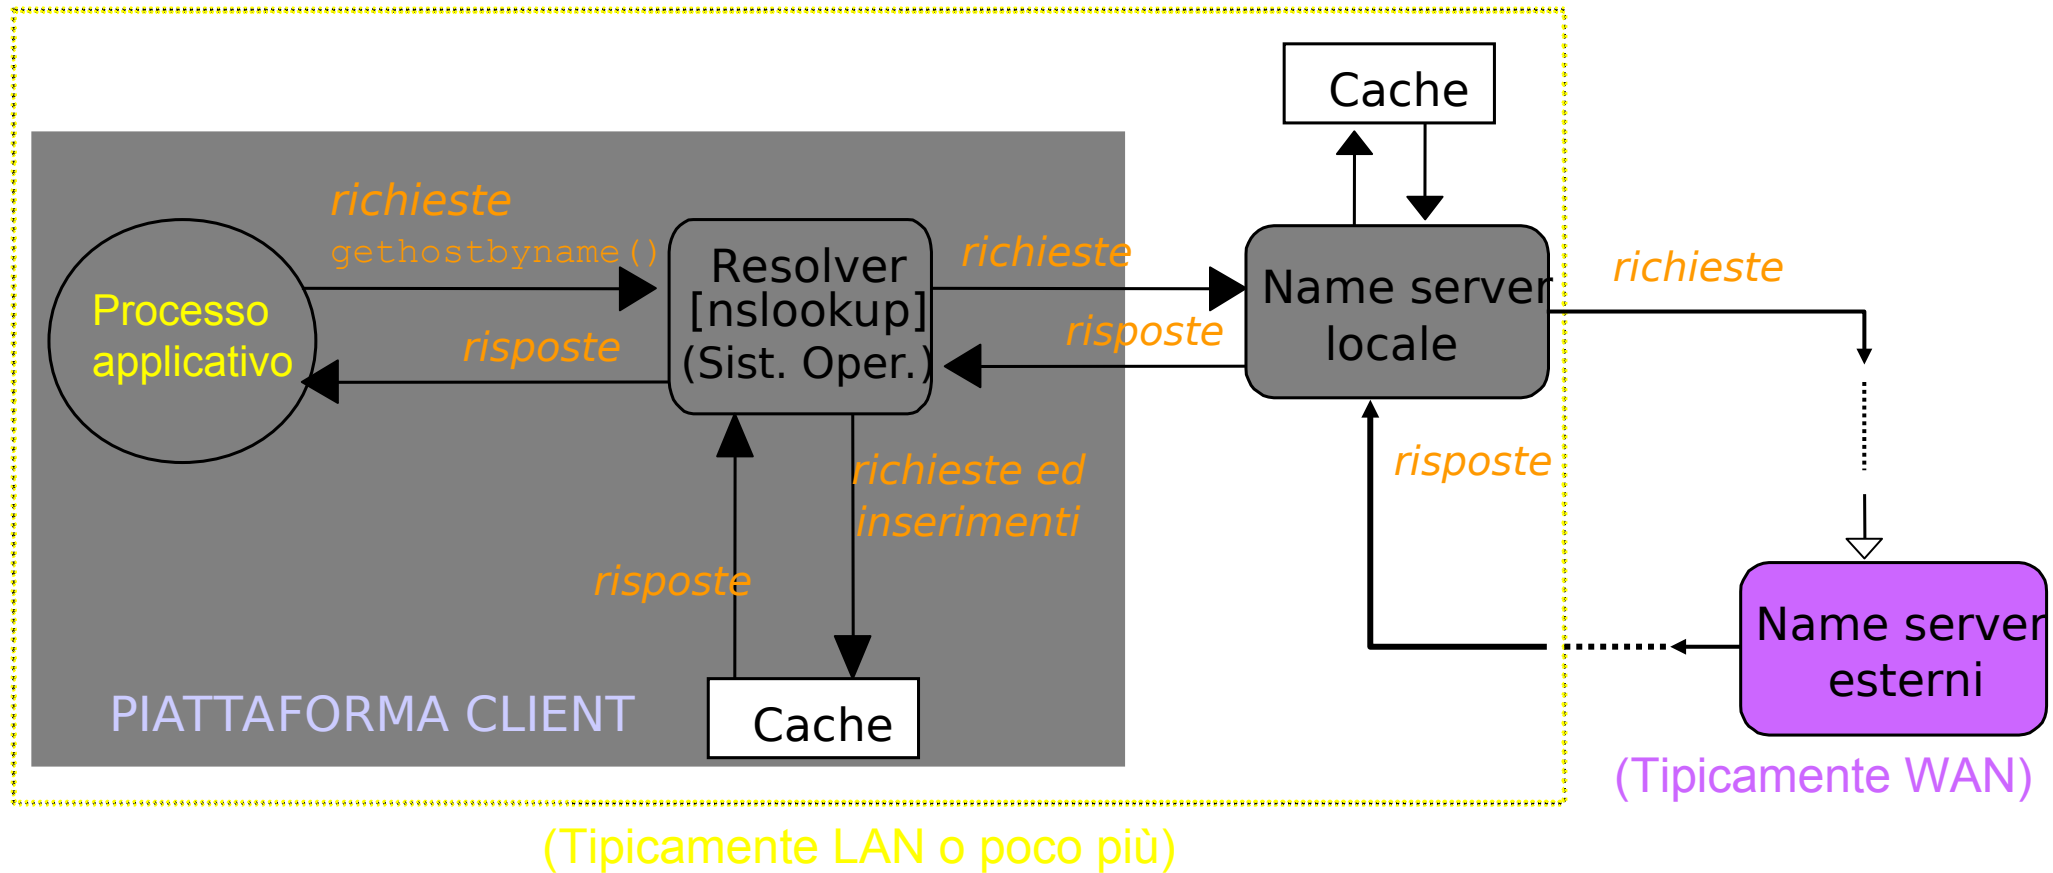 Cache
richieste
gethostbyname()
Processo
applicativo
risposte
Resolver
[nslookup]
(Sist. Oper.)
richieste
risposte
Name server
locale
richieste
risposte
richieste ed
inserimenti
risposte
Cache
PIATTAFORMA CLIENT
Name server
esterni
(Tipicamente WAN)
(Tipicamente LAN o poco più)